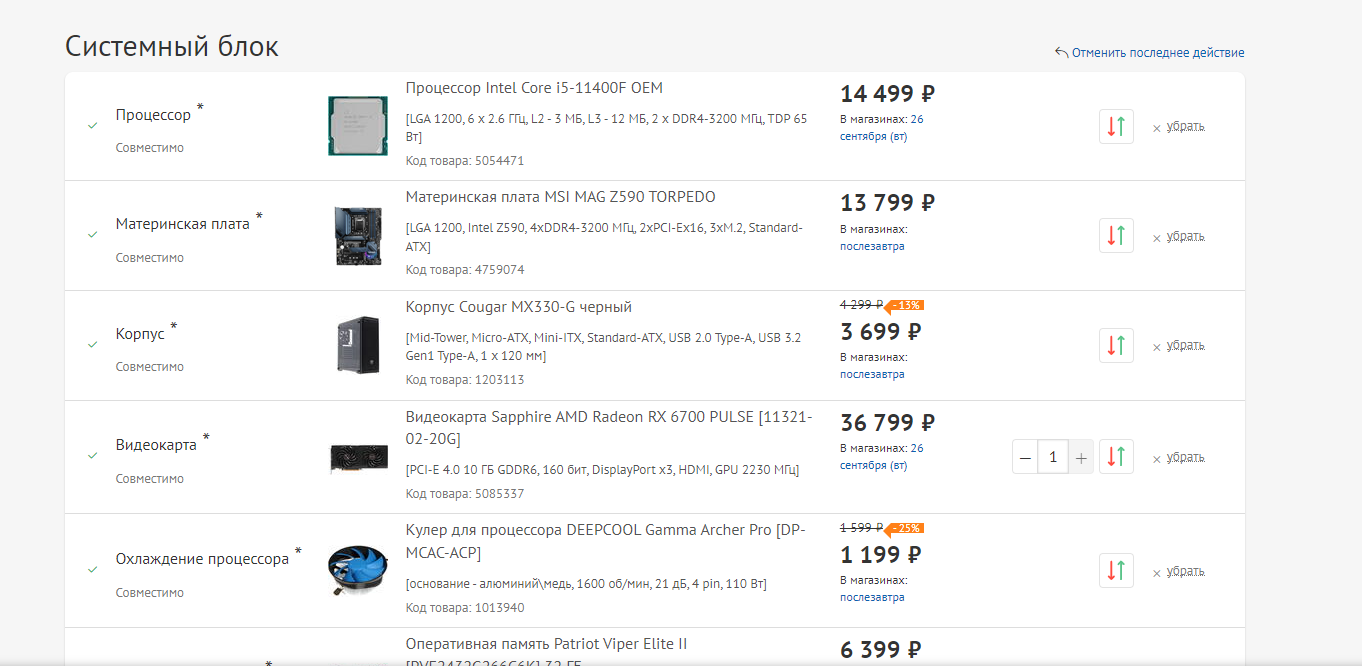 Системный блок
Отменить последнее действие
Процессор *
Совместимо
Процессор Intel Core i5-11400F OEM
[LGA 1200, 6 x 2.6 ГГц, L2 - 3 МБ, L3 - 12 МБ, 2 x DDR4-3200 МГц, TDP 65
Вт]
Код товара: 5054471
14 499 ₽
В магазинах: 26
сентября (вт)
убрать
Материнская плата *
Совместимо
Материнская плата MSI MAG Z590 TORPEDO
[LGA 1200, Intel Z590, 4xDDR4-3200 МГц, 2xPCI-Ex16, 3xM.2, Standard-
ATX]
Код товара: 4759074
13 799 ₽
В магазинах:
послезавтра
убрать
Корпус *
Совместимо
Корпус Cougar MX330-G черный
[Mid-Tower, Micro-ATX, Mini-ITX, Standard-ATX, USB 2.0 Type-A, USB 3.2
Gen1 Type-A, 1 x 120 мм]
Код товара: 1203113
4 299 ₽ - 13%
3 699 ₽
В магазинах:
послезавтра
убрать
Видеокарта *
Совместимо
Видеокарта Sapphire AMD Radeon RX 6700 PULSE [11321-
02-20G]
[PCI-E 4.0 10 ГБ GDDR6, 160 бит, DisplayPort x3, HDMI, GPU 2230 МГц]
Код товара: 5085337
36 799 ₽
В магазинах: 26
сентября (вт)
− 1 +
убрать
Охлаждение процессора *
Совместимо
Кулер для процессора DEEPCOOL Gamma Archer Pro [DP-
MCAC-ACP]
[основание - алюминий\медь, 1600 об/мин, 21 дБ, 4 pin, 110 Вт]
Код товара: 1013940
1 599 ₽ - 25%
1 199 ₽
В магазинах:
послезавтра
убрать
*
Оперативная память Patriot Viper Elite II
[PVE2432G266C6K] 32 ГБ
6 399 ₽